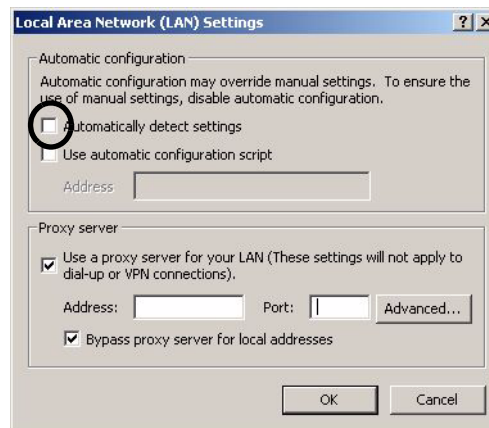 Local Area Network (LAN) Settings
Automatic configuration
Automatic configuration may override manual settings. To ensure the
use of manual settings, disable automatic configuration.
Automatically detect settings
Use automatic configuration script
Address
Proxy server
Use a proxy server for your LAN (These settings will not apply to
dial-up or VPN connections).
Address: Port: Advanced...
Bypass proxy server for local addresses
OK Cancel